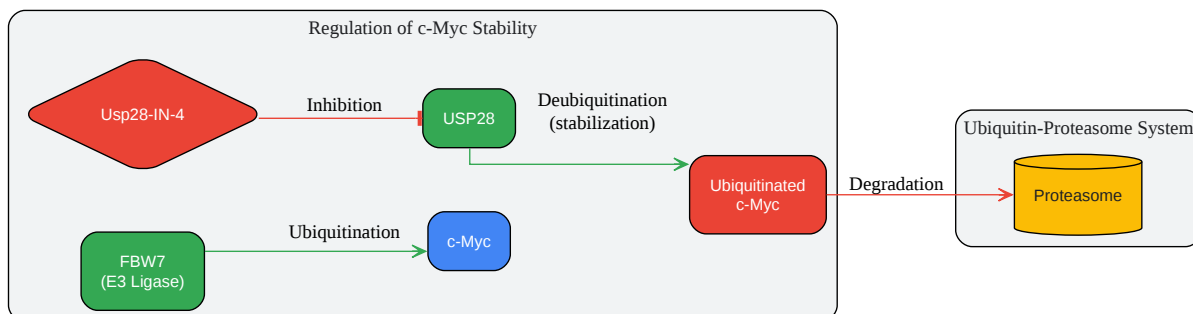 Regulation of c-Myc Stability
Usp28-IN-4
Inhibition
USP28
Deubiquitination
(stabilization)
Ubiquitin-Proteasome System
Ubiquitinated
c-Myc
Degradation
Proteasome
FBW7
(E3 Ligase)
Ubiquitination
c-Myc